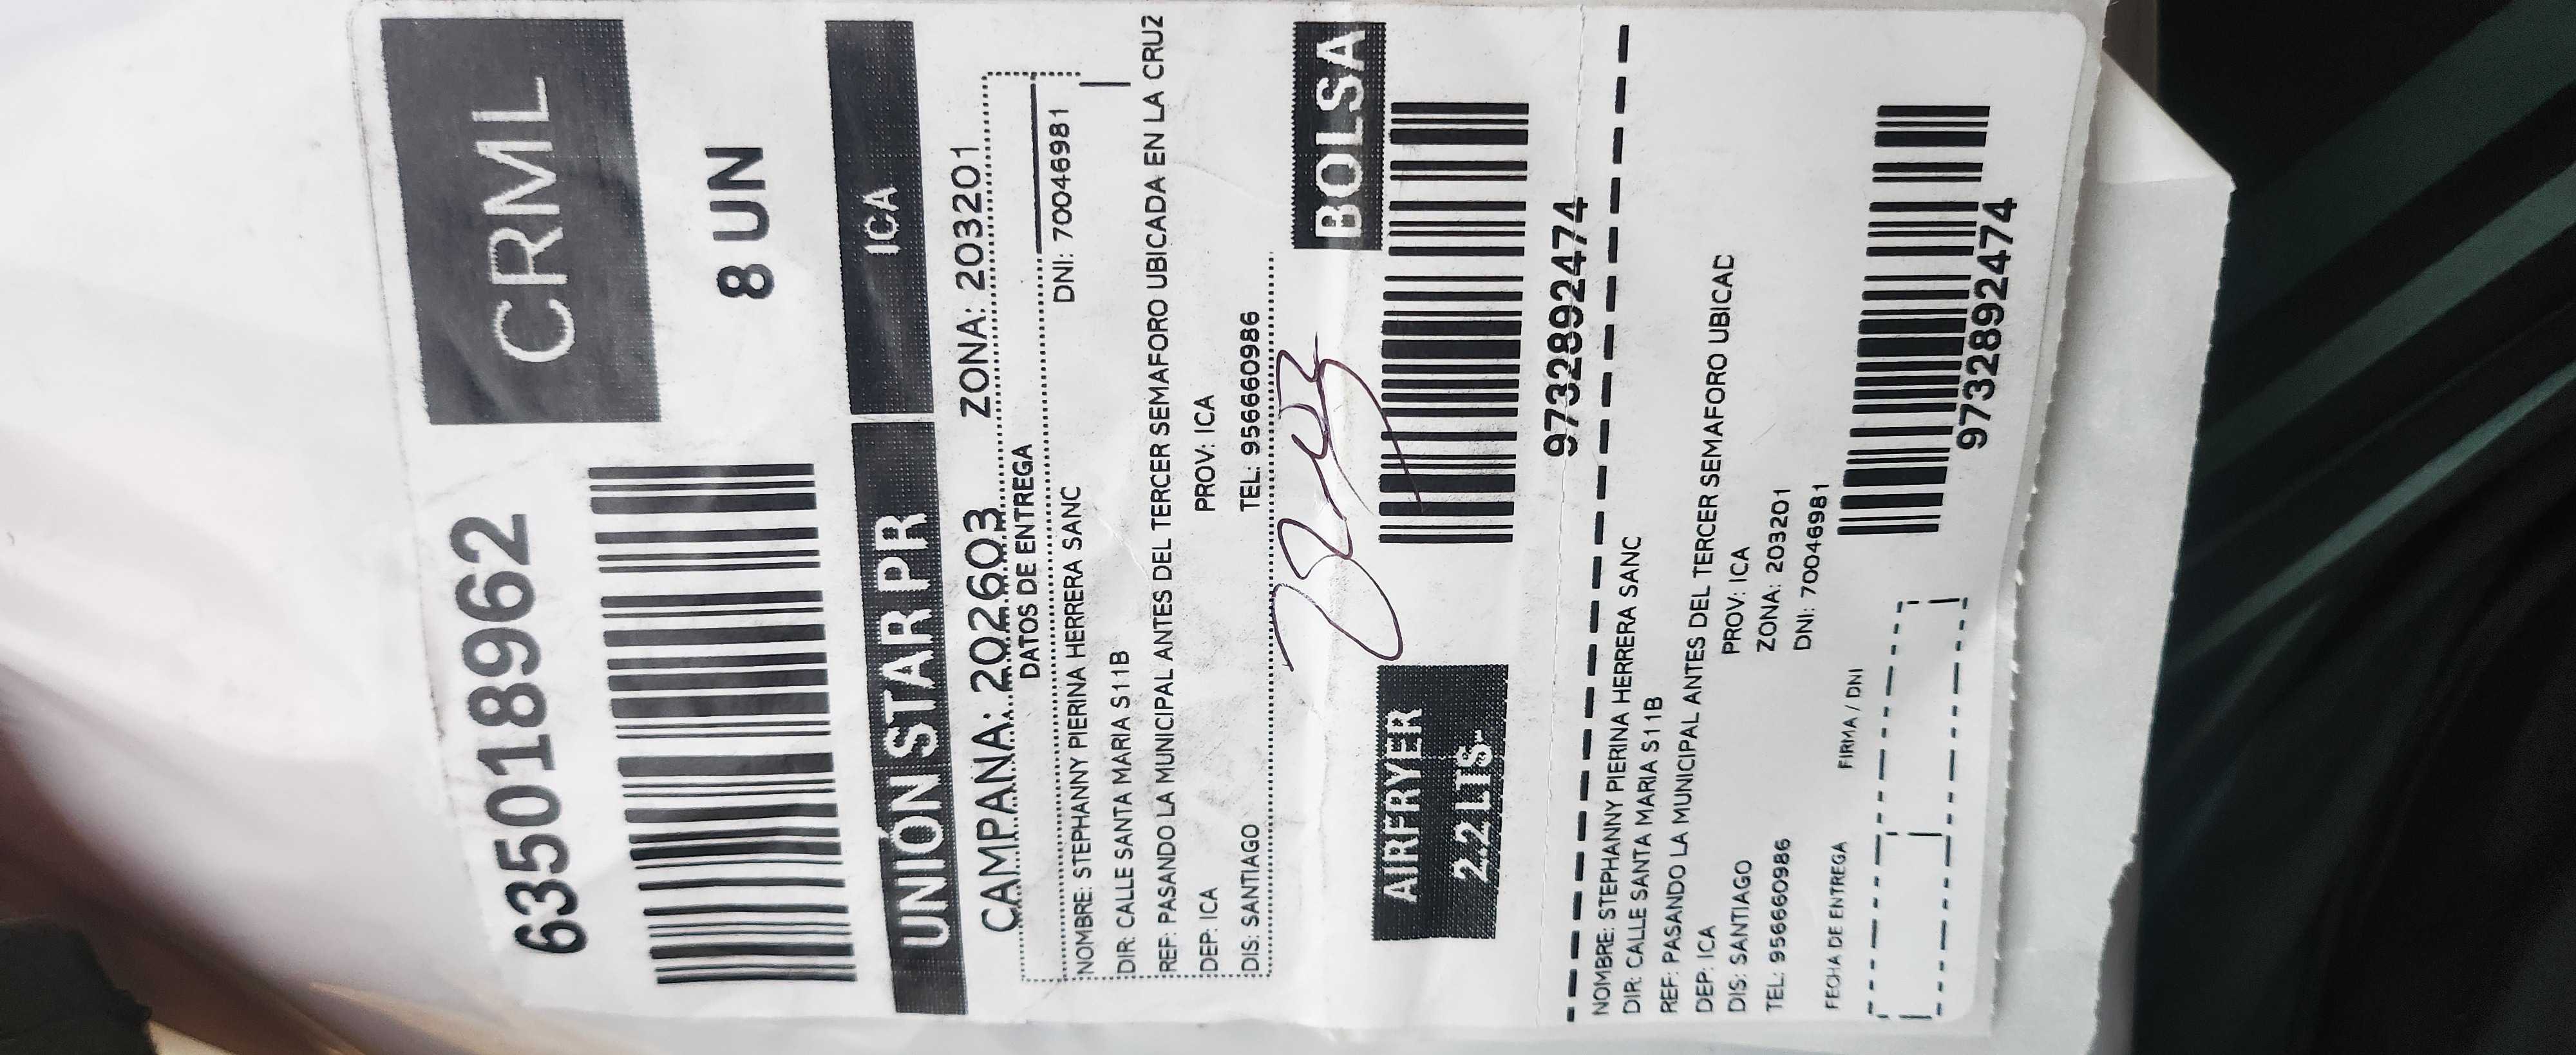 635018962
CRML
8 UN
UNIÓN STAR PR
ICA
CAMPAÑA: 202603 ZONA: 203201
DATOS DE ENTREGA
NOMBRE: STEPHANNY PIERINA HERRERA SANC DNI: 70046981
DIR: CALLE SANTA MARIA S11B
REF: PASANDO LA MUNICIPAL ANTES DEL TERCER SEMAFORO UBICADA EN LA CRUZ
DEP: ICA PROV: ICA
DIS: SANTIAGO TEL: 956660986
AIRFRYER
2.2 LTS-
BOLSA
9732892474
NOMBRE: STEPHANNY PIERINA HERRERA SANC
DIR: CALLE SANTA MARIA S11B
REF: PASANDO LA MUNICIPAL ANTES DEL TERCER SEMAFORO UBICAD
DEP: ICA PROV: ICA
DIS: SANTIAGO ZONA: 203201
TEL: 956660986 DNI: 70046981
FECHA DE ENTREGA FIRMA / DNI
9732892474